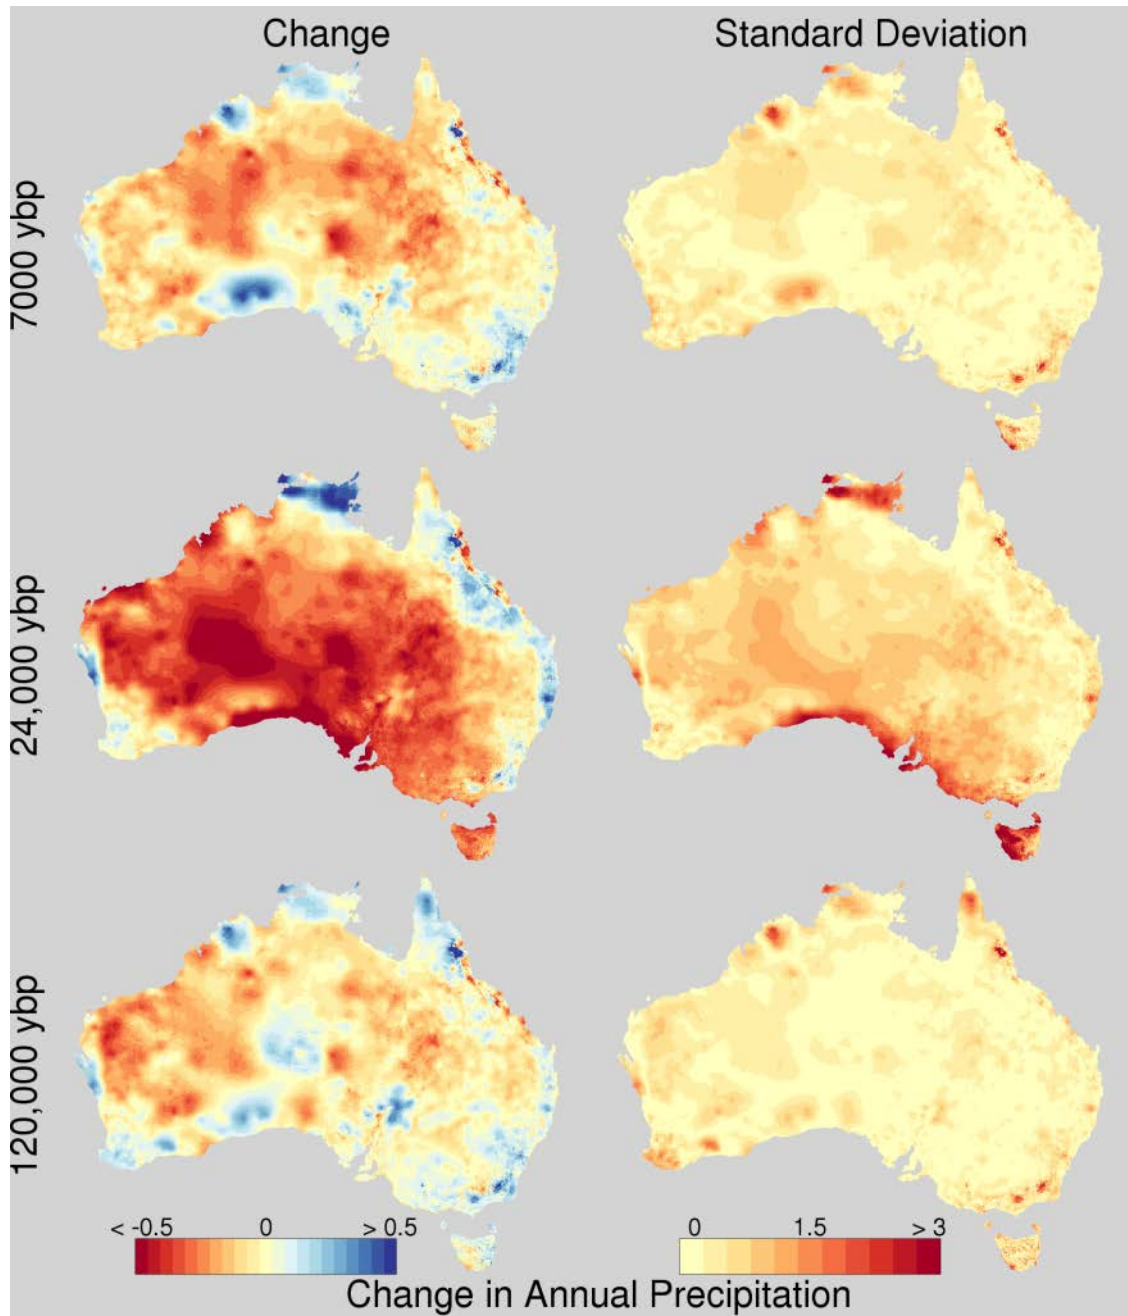 Change
Standard Deviation
7000 ybp
24,000 ybp
120,000 ybp
< -0.5 0 > 0.5
0 1.5 > 3
Change in Annual Precipitation